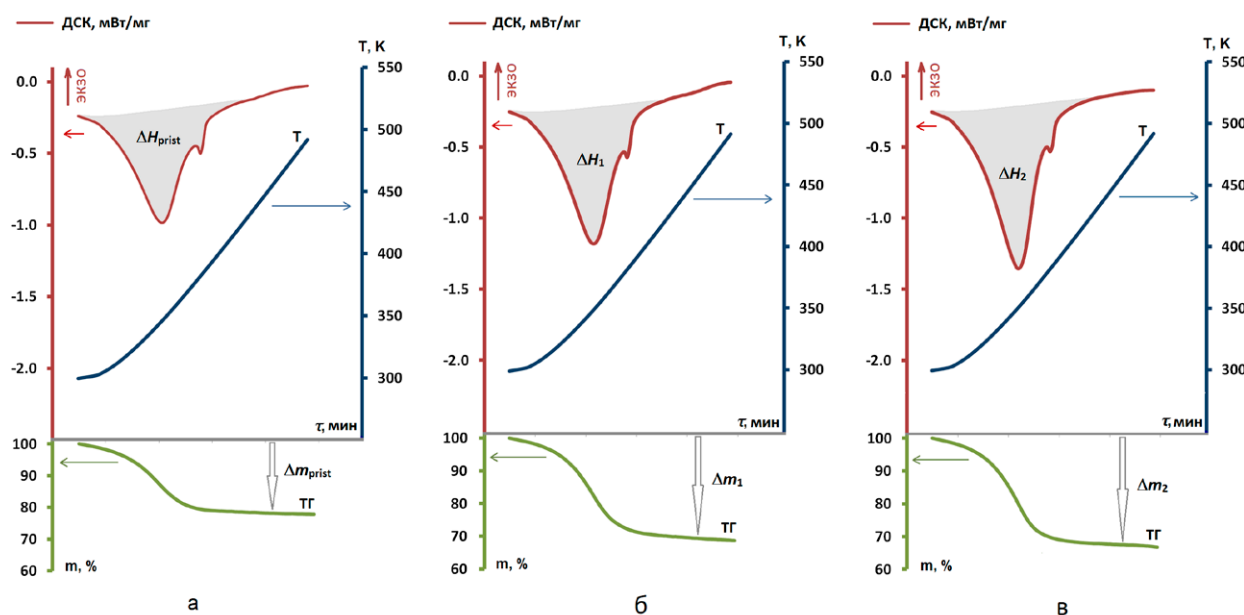 ДСК, мВт/мг
T, K
0.0
-0.5
-1.0
-1.5
-2.0
ЭКЗО
ΔHprist
T
550
500
450
400
350
300
τ, мин
100
90
80
70
60
Δmprist
ТГ
m, %
а
ДСК, мВт/мг
T, K
0.0
-0.5
-1.0
-1.5
-2.0
ЭКЗО
ΔH1
T
550
500
450
400
350
300
τ, мин
100
90
80
70
60
Δm1
ТГ
m, %
б
ДСК, мВт/мг
T, K
0.0
-0.5
-1.0
-1.5
-2.0
ЭКЗО
ΔH2
T
550
500
450
400
350
300
τ, мин
100
90
80
70
60
Δm2
ТГ
m, %
в